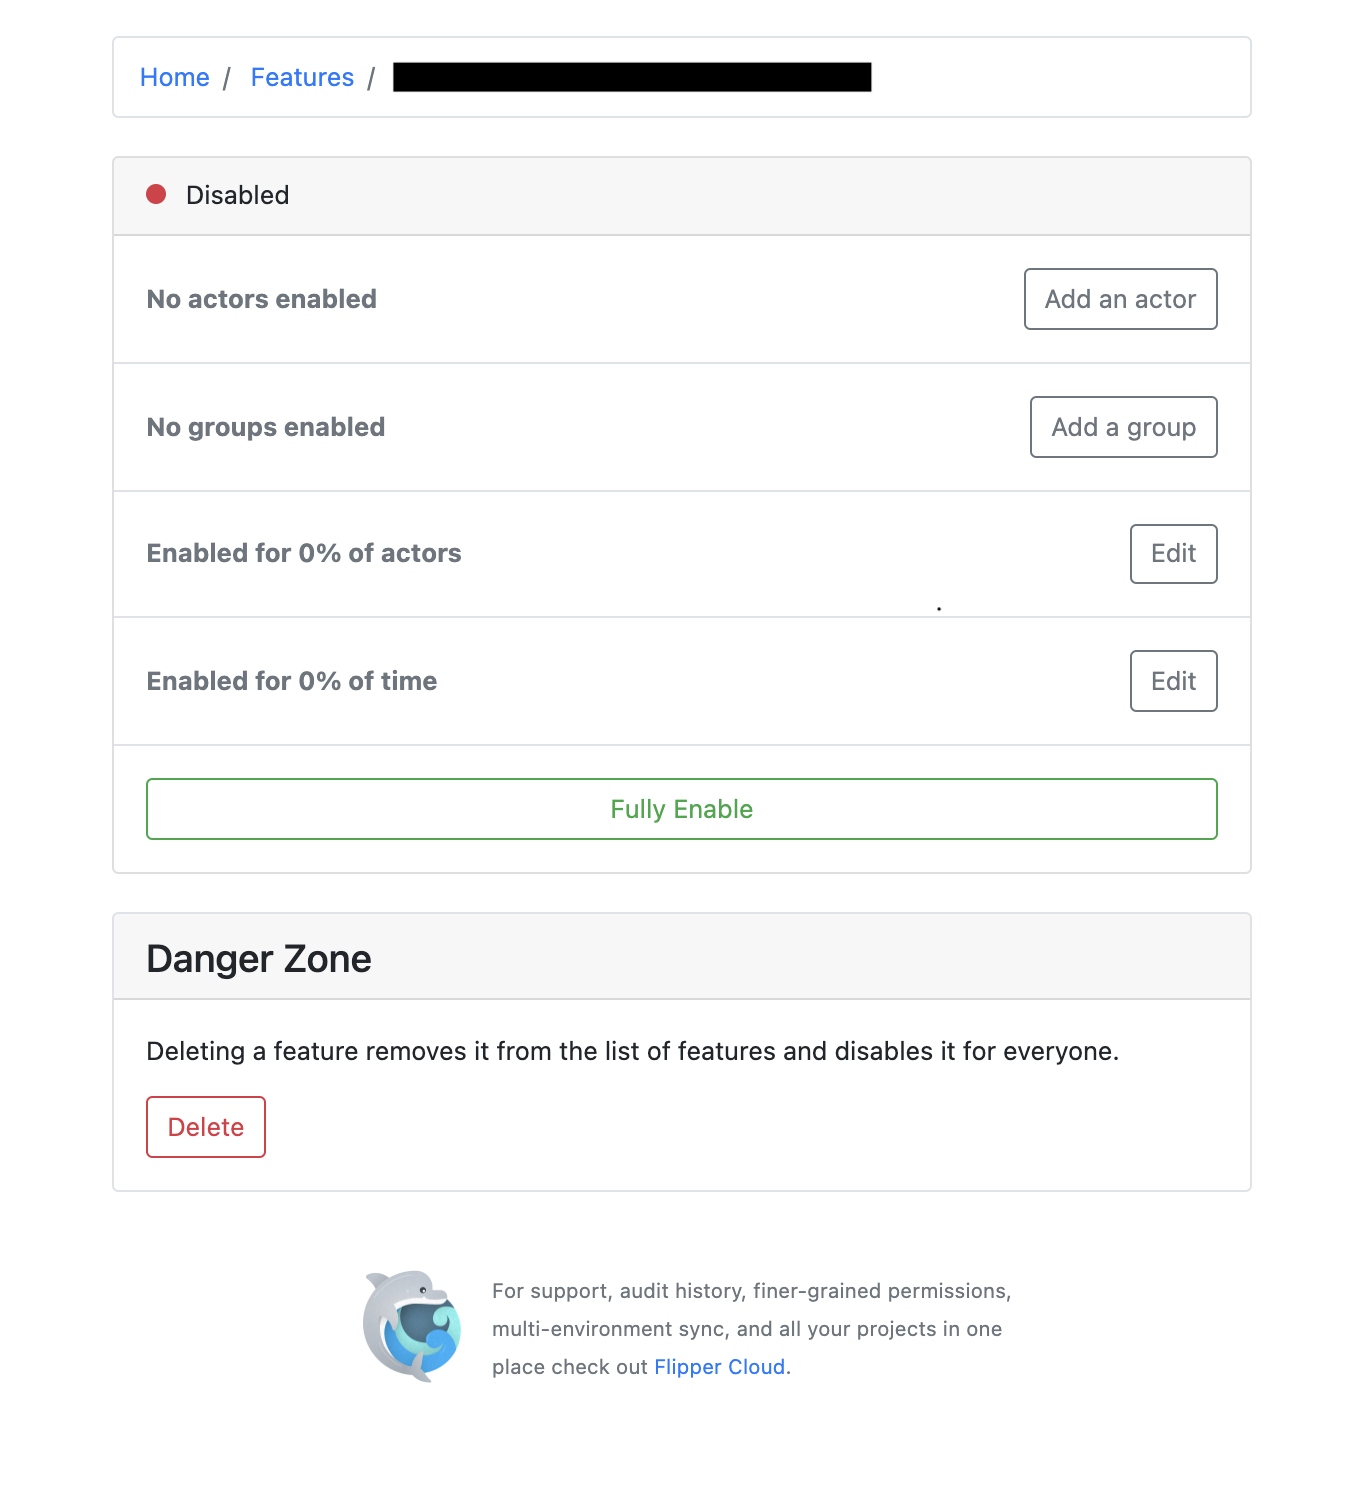 Home / Features /
Disabled
No actors enabled
Add an actor
No groups enabled
Add a group
Enabled for 0% of actors
Edit
Enabled for 0% of time
Edit
Fully Enable
Danger Zone
Deleting a feature removes it from the list of features and disables it for everyone.
Delete
For support, audit history, finer-grained permissions,
multi-environment sync, and all your projects in one
place check out Flipper Cloud.